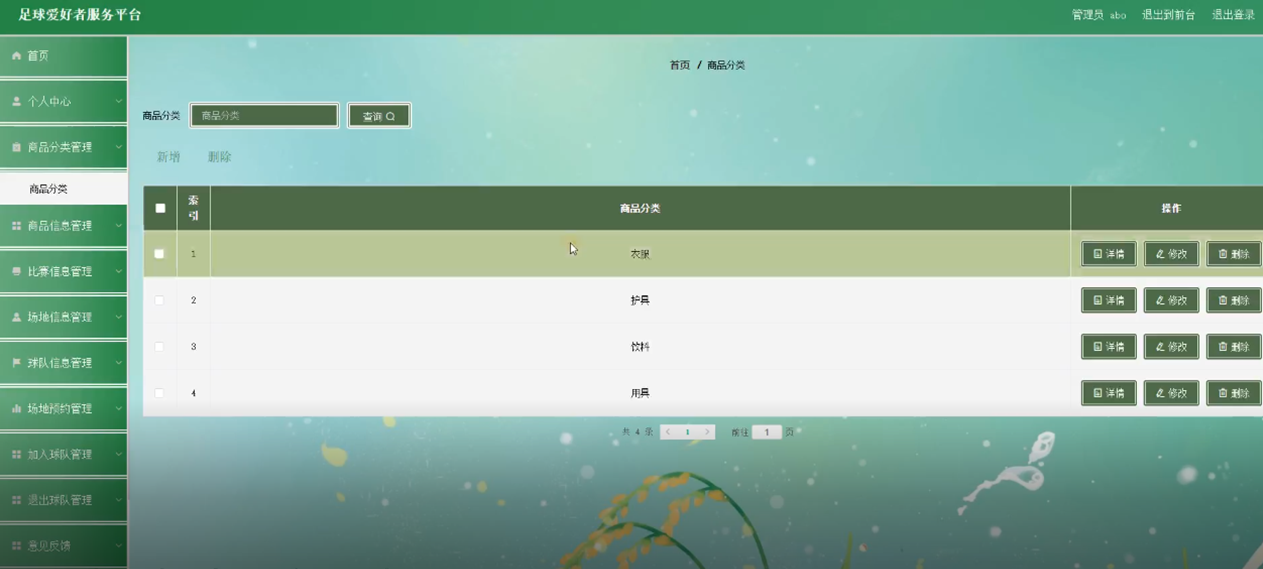 足球爱好者服务平台
管理员 abo 退出到前台 退出登录
首页
个人中心
商品分类管理
商品分类
商品信息管理
比赛信息管理
场地信息管理
球队信息管理
场地预约管理
加入球队管理
退出球队管理
意见反馈
首页 / 商品分类
商品分类 商品分类 查询
新增 删除
索引 商品分类 操作
1 衣服 详情 修改 删除
2 护具 详情 修改 删除
3 饮料 详情 修改 删除
4 用具 详情 修改 删除
共 4 条 < 1 > 前往 1 页